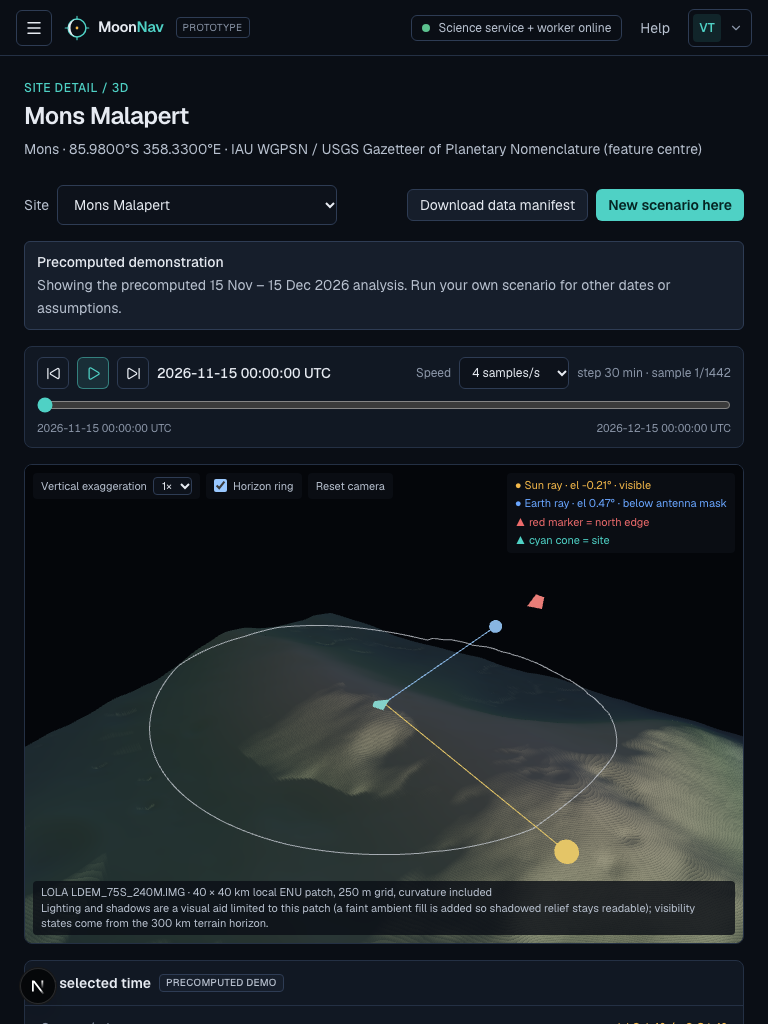 MoonNav PROTOTYPE Science service + worker online Help VT
SITE DETAIL / 3D
Mons Malapert
Mons · 85.9800°S 358.3300°E · IAU WGPSN / USGS Gazetteer of Planetary Nomenclature (feature centre)
Site Mons Malapert Download data manifest New scenario here
Precomputed demonstration
Showing the precomputed 15 Nov – 15 Dec 2026 analysis. Run your own scenario for other dates or
assumptions.
2026-11-15 00:00:00 UTC Speed 4 samples/s step 30 min · sample 1/1442
2026-11-15 00:00:00 UTC 2026-12-15 00:00:00 UTC
Vertical exaggeration 1× Horizon ring Reset camera
● Sun ray · el -0.21° · visible
● Earth ray · el 0.47° · below antenna mask
▲ red marker = north edge
▲ cyan cone = site
LOLA LDEM_75S_240M.IMG · 40 × 40 km local ENU patch, 250 m grid, curvature included
Lighting and shadows are a visual aid limited to this patch (a faint ambient fill is added so shadowed relief stays readable); visibility
states come from the 300 km terrain horizon.
N selected time PRECOMPUTED DEMO